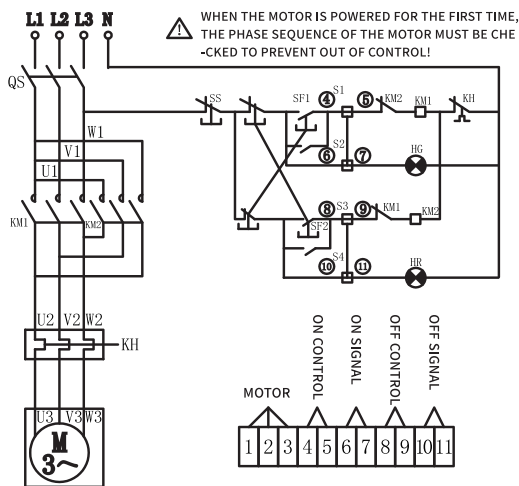 L1 L2 L3 N
WHEN THE MOTOR IS POWERED FOR THE FIRST TIME,
THE PHASE SEQUENCE OF THE MOTOR MUST BE CHE
-CKED TO PREVENT OUT OF CONTROL!
QS
SS
SF1
④
S1
⑤
KM2
KM1
KH
W1
V1
U1
S2
⑥
⑦
HG
KM1
KM2
⑧
S3
⑨
KM1
KM2
SF2
S4
⑩
⑪
HR
U2 V2 W2
KH
U3 V3 W3
M
3~
MOTOR
ON CONTROL
ON SIGNAL
OFF CONTROL
OFF SIGNAL
1 2 3 4 5 6 7 8 9 10 11